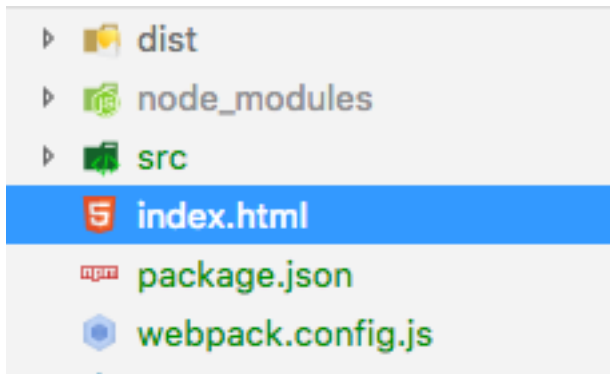 dist
node_modules
src
index.html
package.json
webpack.config.js